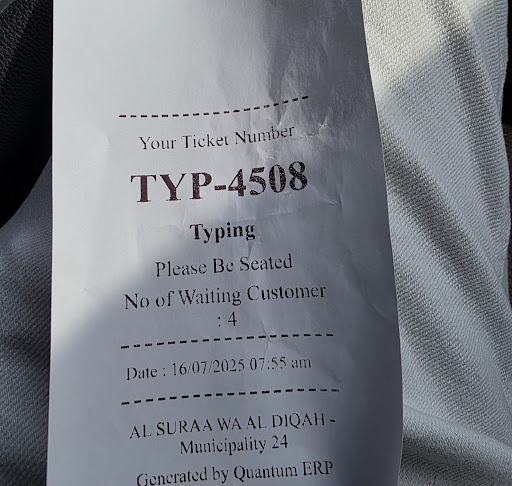 Your Ticket Number
TYP-4508
Typing
Please Be Seated
No of Waiting Customer
: 4
Date : 16/07/2025 07:55 am
AL SURAA WA AL DIQAH -
Municipality 24
Generated by Quantum ERP